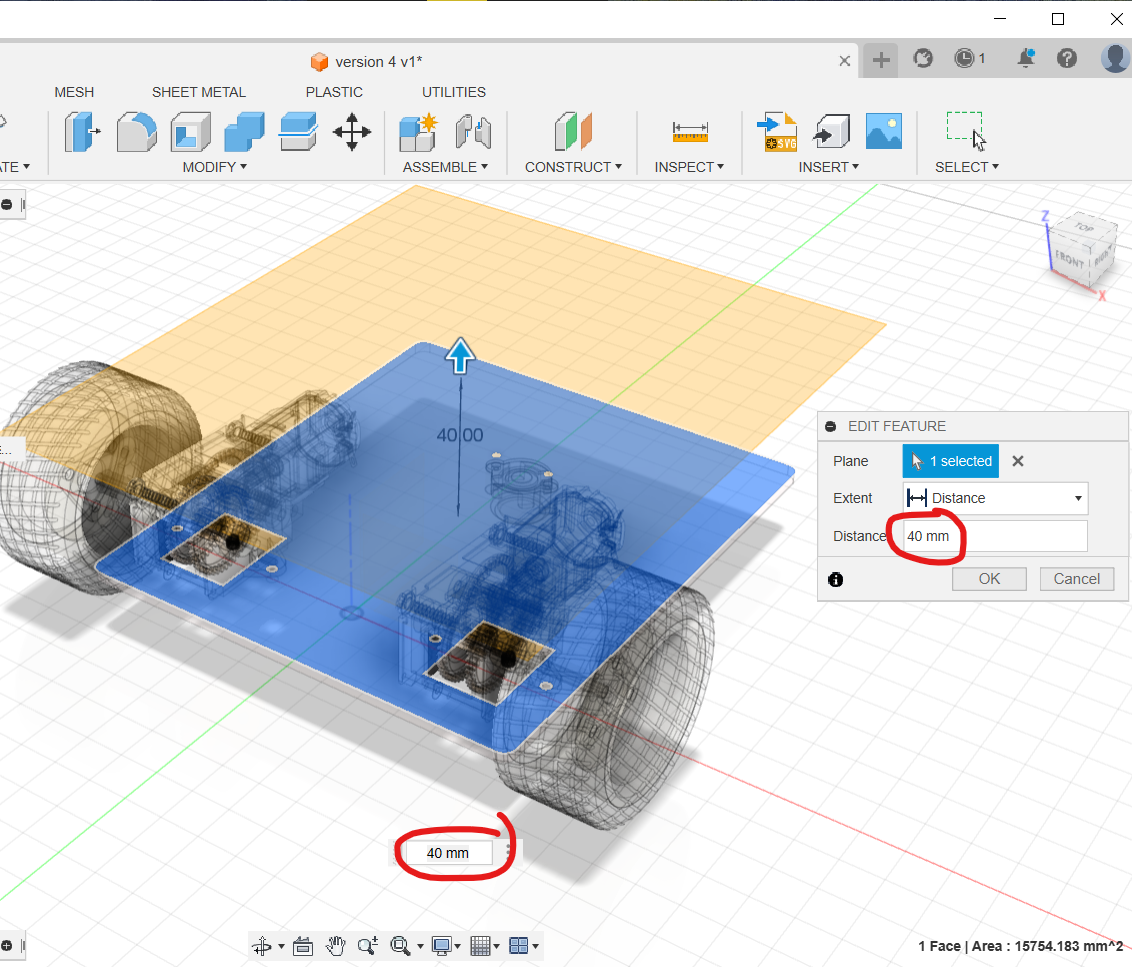 version 4 v1*
1
MESH SHEET METAL PLASTIC UTILITIES
SVG
ATE MODIFY ASSEMBLE CONSTRUCT INSPECT INSERT SELECT
Z
TOP
FRONT
RIGHT
X
40.00
EDIT FEATURE
Plane 1 selected
Extent Distance
Distance 40 mm
OK Cancel
40 mm
1 Face | Area : 15754.183 mm^2